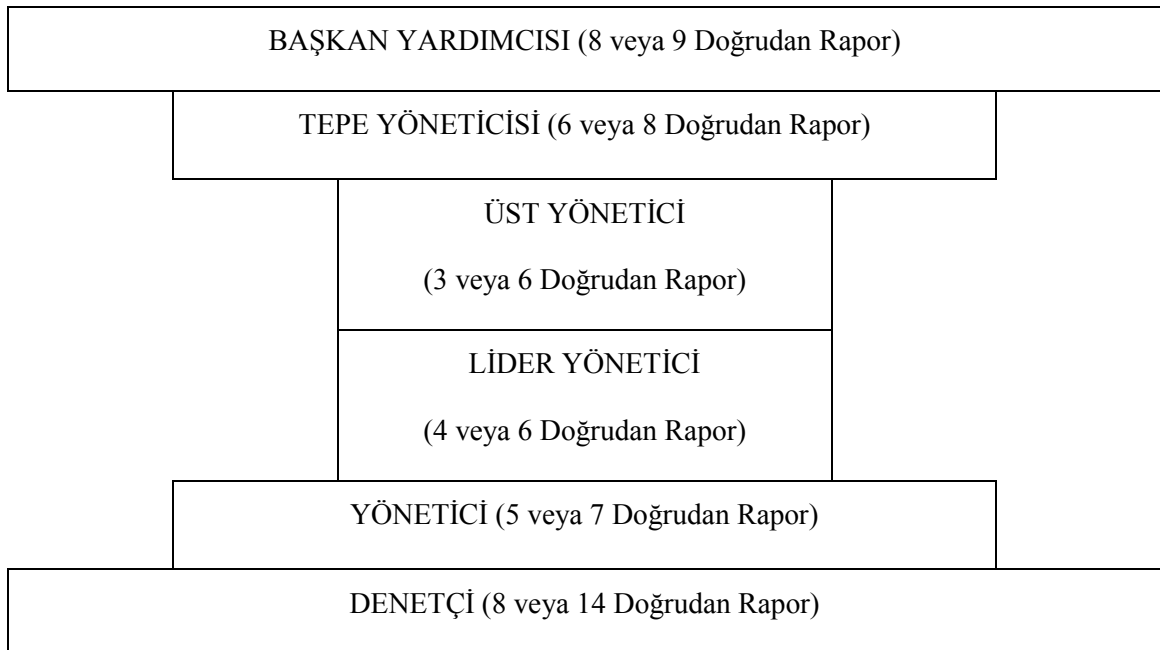 BAŞKAN YARDIMCISI (8 veya 9 Doğrudan Rapor)
TEPE YÖNETİCİSİ (6 veya 8 Doğrudan Rapor)
ÜST YÖNETİCİ
(3 veya 6 Doğrudan Rapor)
LİDER YÖNETİCİ
(4 veya 6 Doğrudan Rapor)
YÖNETİCİ (5 veya 7 Doğrudan Rapor)
DENETÇİ (8 veya 14 Doğrudan Rapor)